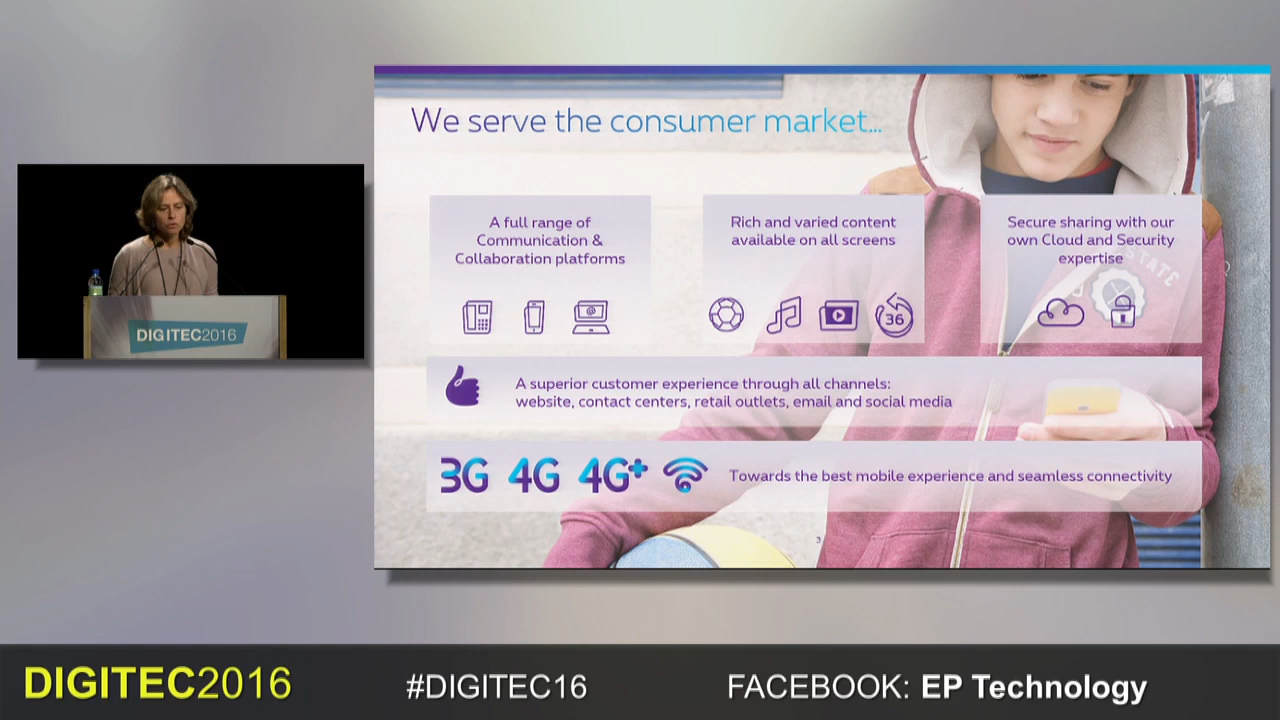 We serve the consumer market...
A full range of
Communication &
Collaboration platforms
Rich and varied content
available on all screens
Secure sharing with our
own Cloud and Security
expertise
@
36
STATE
DIGITEC2016
A superior customer experience through all channels:
website, contact centers, retail outlets, email and social media
3G 4G 4G+
Towards the best mobile experience and seamless connectivity
3
DIGITEC2016
#DIGITEC16
FACEBOOK: EP Technology